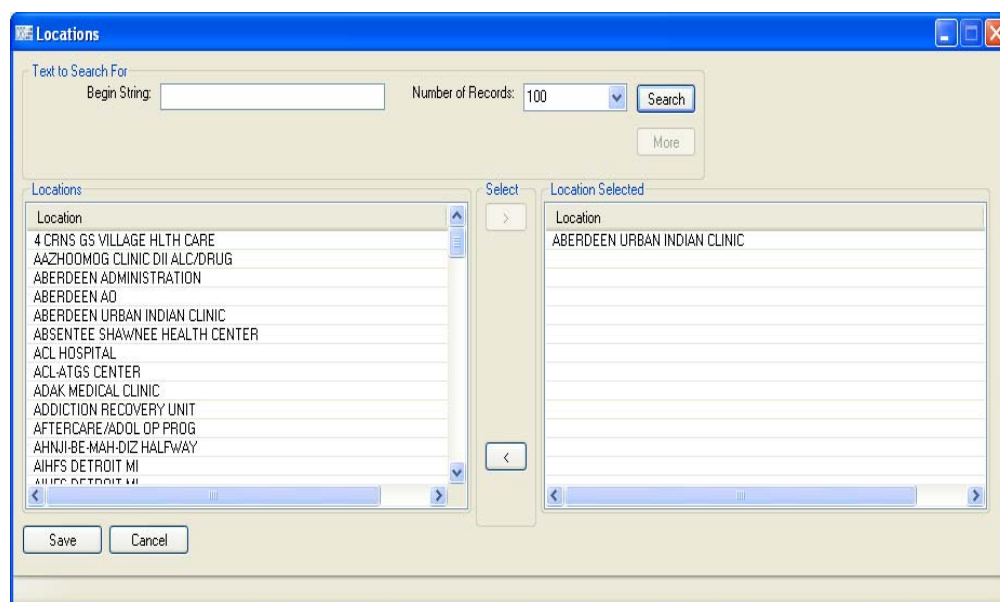 Locations
Text to Search For
Begin String:
Number of Records: 100
Search
More
Locations
Location
4 CRNS GS VILLAGE HLTH CARE
AAZHOOMOG CLINIC DII ALC/DRUG
ABERDEEN ADMINISTRATION
ABERDEEN AO
ABERDEEN URBAN INDIAN CLINIC
ABSENTEE SHAWNEE HEALTH CENTER
ACL HOSPITAL
ACL-ATGS CENTER
ADAK MEDICAL CLINIC
ADDICTION RECOVERY UNIT
AFTERCARE/ADOL OP PROG
AHNJI-BE-MAH-DIZ HALFWAY
AIHFS DETROIT MI
Select
>
<
Location Selected
Location
ABERDEEN URBAN INDIAN CLINIC
Save
Cancel